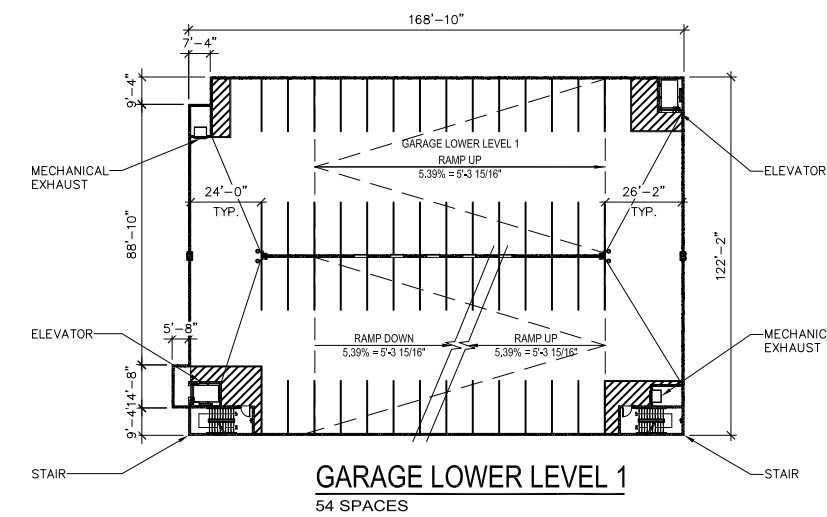 168'-10"
7'-4"
9'-4"
GARAGE LOWER LEVEL 1
RAMP UP
5.39% = 5'-3 15/16"
MECHANICAL
EXHAUST
ELEVATOR
24'-0"
TYP.
26'-2"
TYP.
88'-10"
122'-2"
ELEVATOR
5'-8"
RAMP DOWN
5.39% = 5'-3 15/16"
RAMP UP
5.39% = 5'-3 15/16"
MECHANIC
EXHAUST
14'-8"
9'-4"
STAIR
STAIR
GARAGE LOWER LEVEL 1
54 SPACES